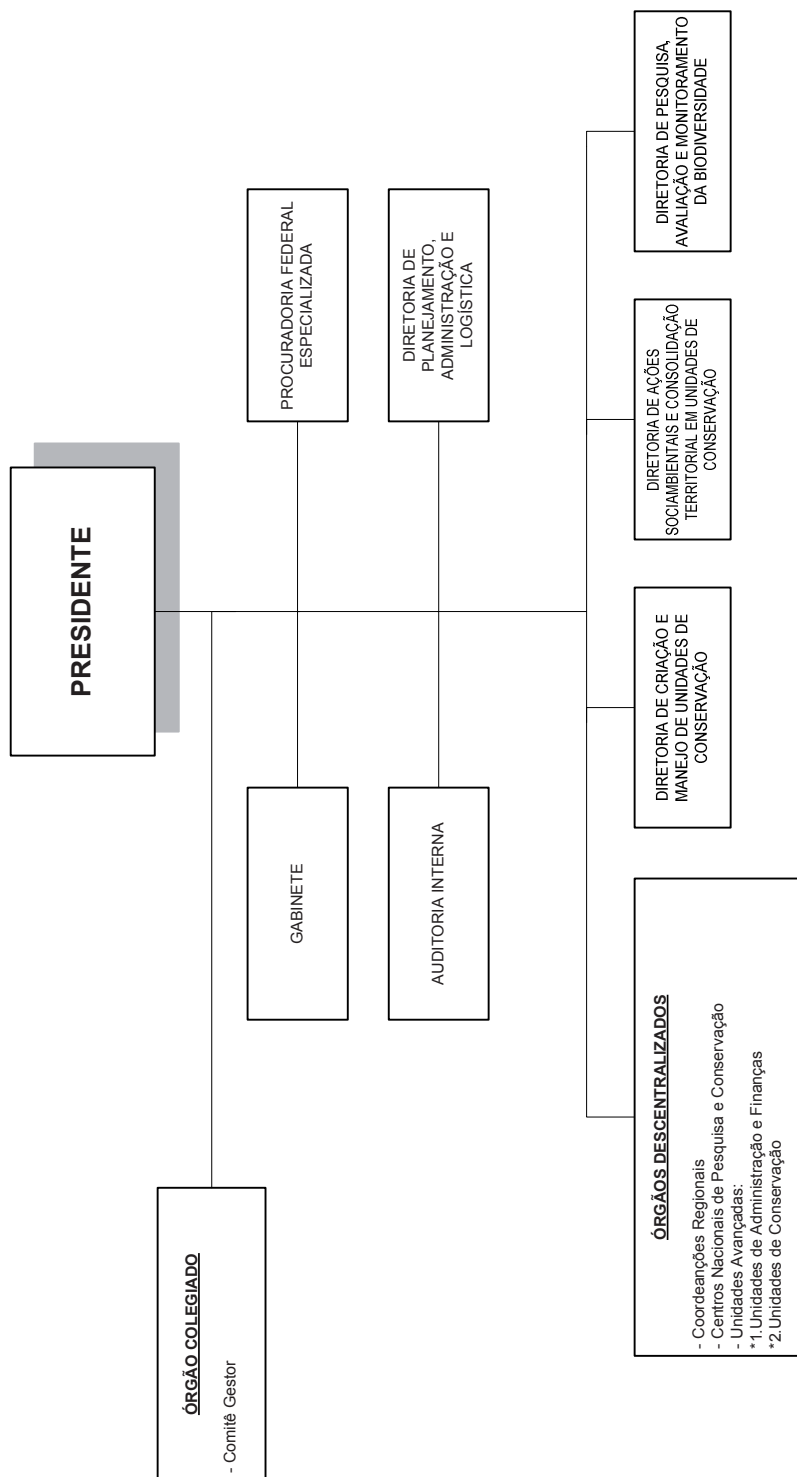 PRESIDENTE
ÓRGÃO COLEGIADO
- Comitê Gestor
GABINETE
PROCURADORIA FEDERAL
ESPECIALIZADA
AUDITORIA INTERNA
DIRETORIA DE
PLANEJAMENTO,
ADMINISTRAÇÃO E
LOGÍSTICA
ÓRGÃOS DESCENTRALIZADOS
- Coordeanções Regionais
- Centros Nacionais de Pesquisa e Conservação
- Unidades Avançadas:
*1.Unidades de Administração e Finanças
*2.Unidades de Conservação
DIRETORIA DE CRIAÇÃO E
MANEJO DE UNIDADES DE
CONSERVAÇÃO
DIRETORIA DE AÇÕES
SOCIAMBIENTAIS E CONSOLIDAÇÃO
TERRITORIAL EM UNIDADES DE
CONSERVAÇÃO
DIRETORIA DE PESQUISA,
AVALIAÇÃO E MONITORAMENTO
DA BIODIVERSIDADE